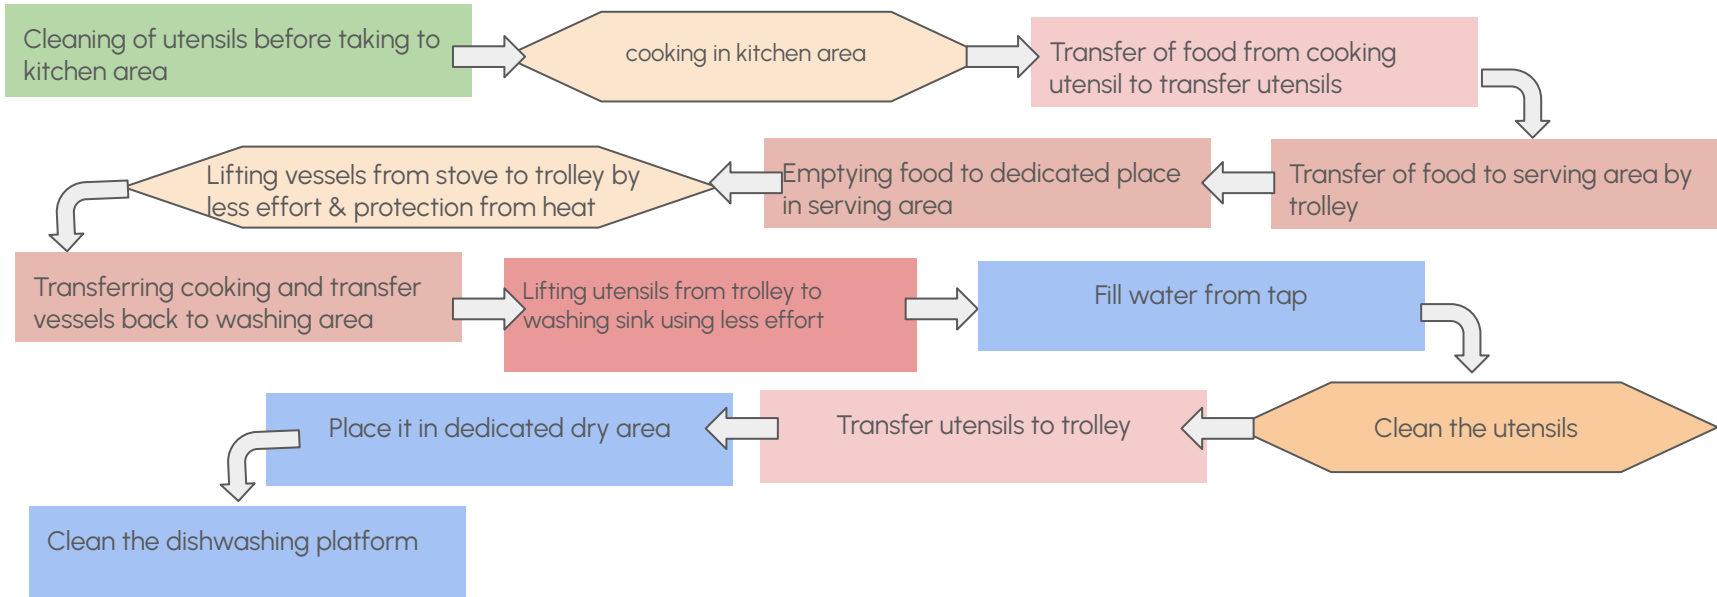 Cleaning of utensils before taking to
kitchen area
cooking in kitchen area
Transfer of food from cooking
utensil to transfer utensils
Transfer of food to serving area by
trolley
Emptying food to dedicated place
in serving area
Lifting vessels from stove to trolley by
less effort & protection from heat
Transferring cooking and transfer
vessels back to washing area
Lifting utensils from trolley to
washing sink using less effort
Fill water from tap
Clean the utensils
Transfer utensils to trolley
Place it in dedicated dry area
Clean the dishwashing platform